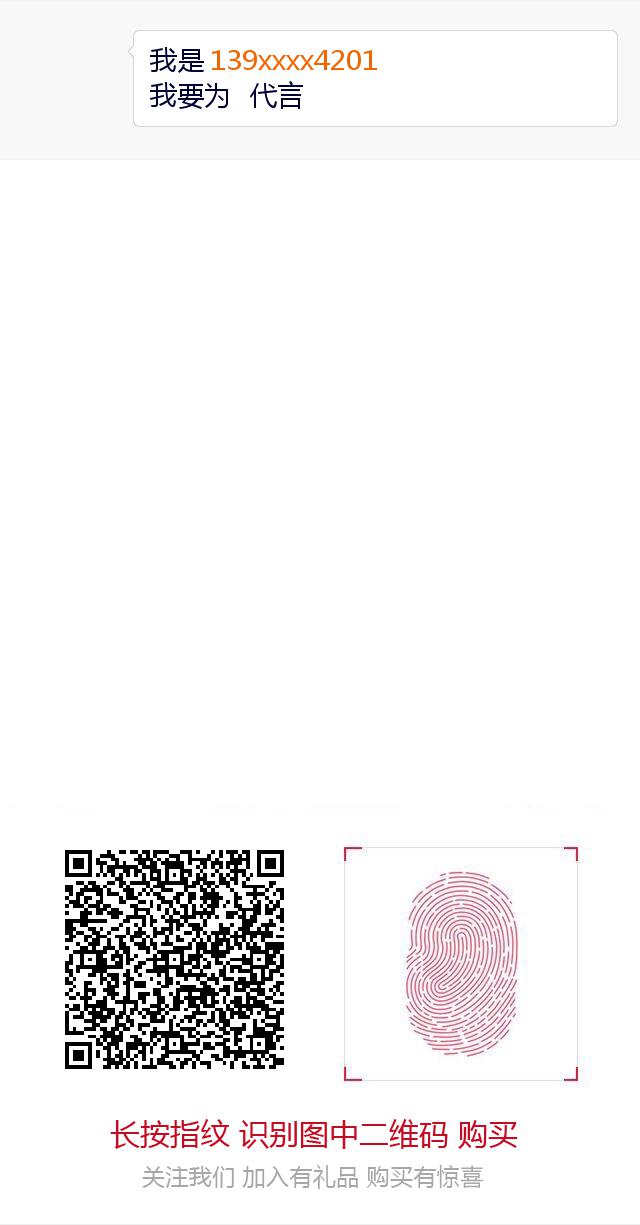 我是 139xxxx4201
我要为 代言
长按指纹 识别图中二维码 购买
关注我们 加入有礼品 购买有惊喜